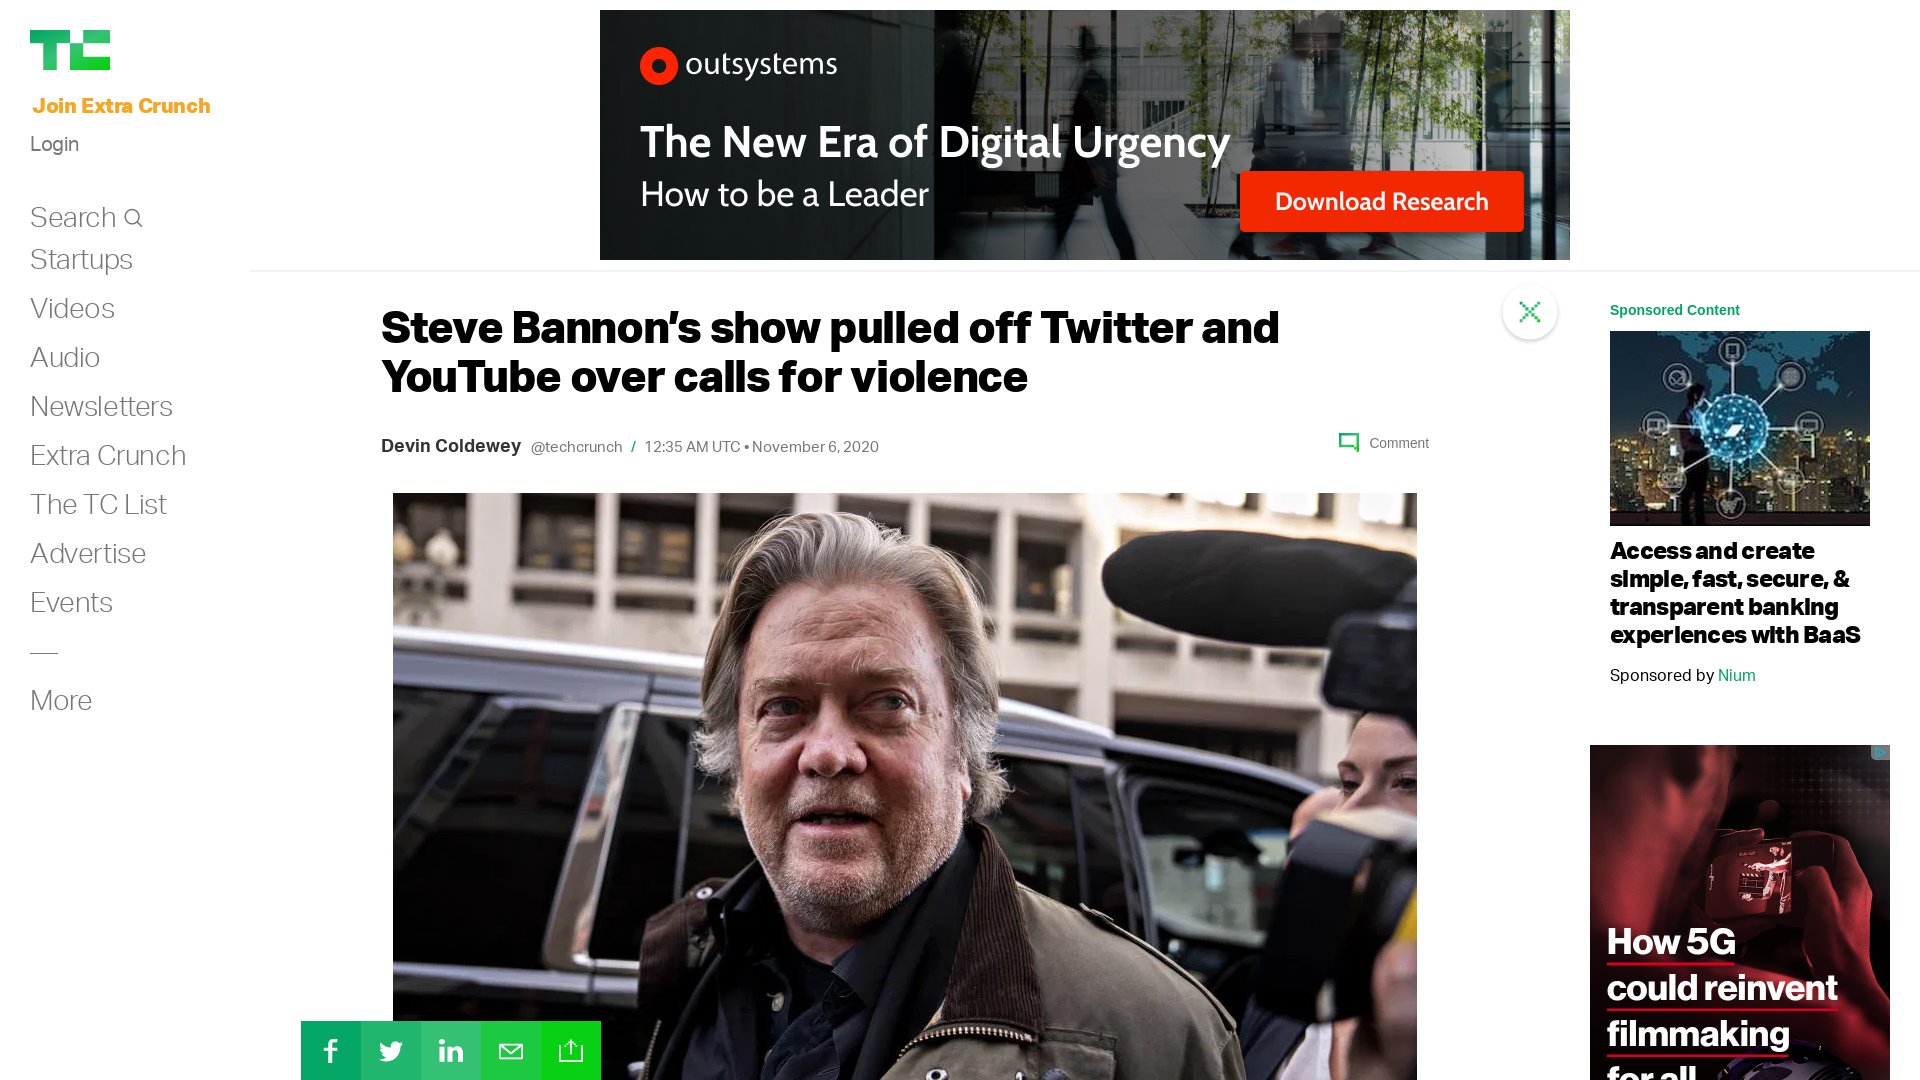 TC
Join Extra Crunch
Login
Search
Startups
Videos
Audio
Newsletters
Extra Crunch
The TC List
Advertise
Events
More
outsystems
The New Era of Digital Urgency
How to be a Leader
Download Research
Steve Bannon’s show pulled off Twitter and
YouTube over calls for violence
Devin Coldewey @techcrunch / 12:35 AM UTC • November 6, 2020
Comment
Sponsored Content
Access and create
simple, fast, secure, &
transparent banking
experiences with BaaS
Sponsored by Nium
How 5G
could reinvent
filmmaking
for all